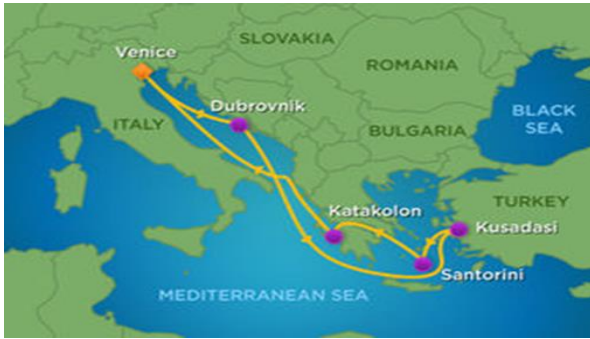 SLOVAKIA
Venice
ROMANIA
Dubrovnik
BLACK
SEA
ITALY
BULGARIA
TURKEY
Katakolon
Kusadasi
Santorini
MEDITERRANEAN SEA